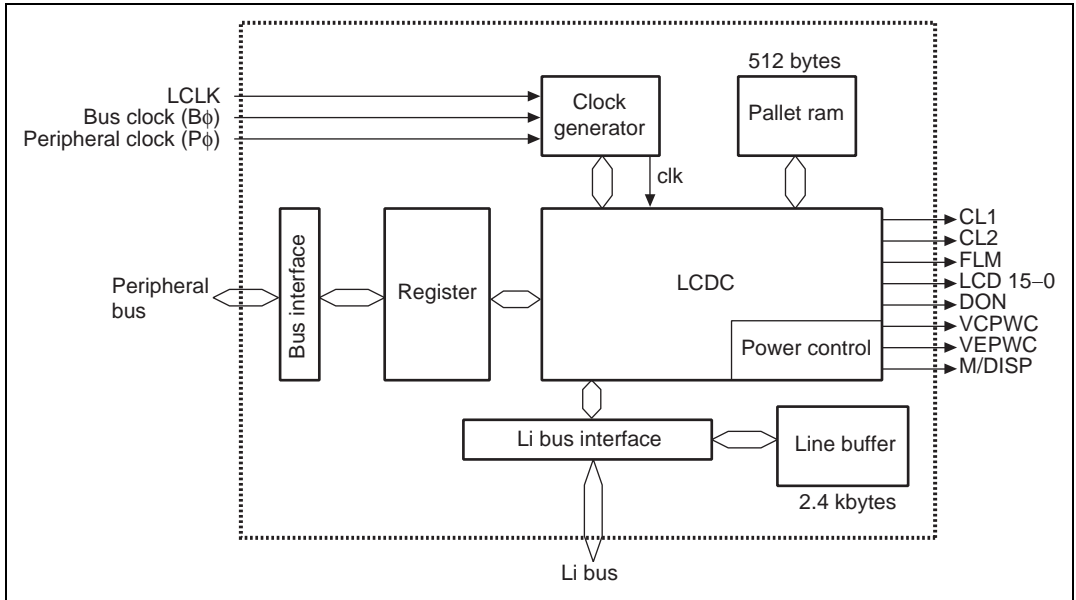 512 bytes
LCLK
Bus clock (Bφ)
Peripheral clock (Pφ)
Clock
generator
Pallet ram
clk
Peripheral
bus
Bus interface
Register
LCDC
Power control
CL1
CL2
FLM
LCD 15–0
DON
VCPWC
VEPWC
M/DISP
Li bus interface
Line buffer
2.4 kbytes
Li bus